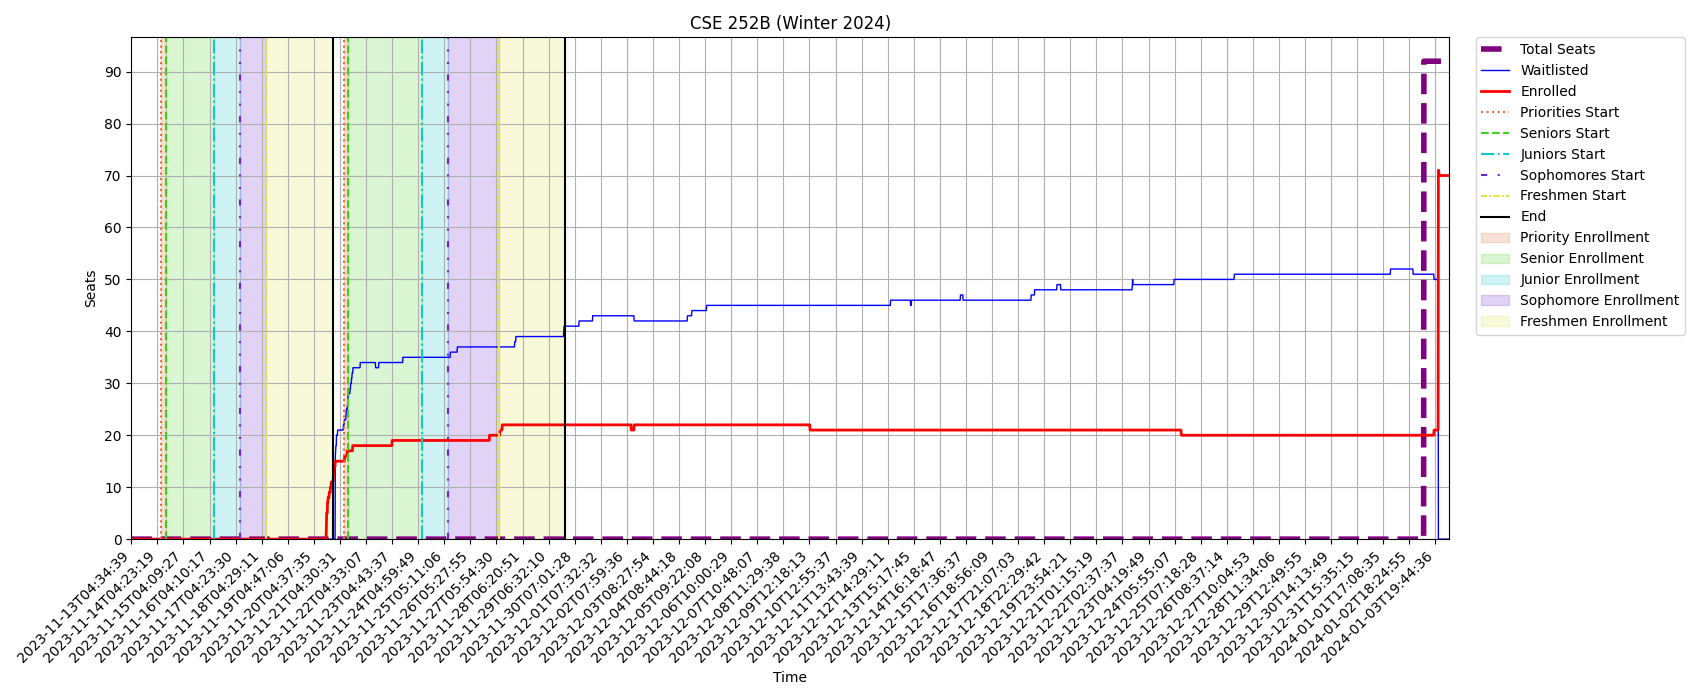 CSE 252B (Winter 2024)
Seats
90
80
70
60
50
40
30
20
10
0
2023-11-13T04:34:39
2023-11-14T04:23:19
2023-11-15T04:09:27
2023-11-16T04:10:17
2023-11-17T04:23:30
2023-11-18T04:29:11
2023-11-19T04:47:06
2023-11-20T04:37:35
2023-11-21T04:30:31
2023-11-22T04:33:07
2023-11-23T04:43:37
2023-11-24T04:59:49
2023-11-25T05:11:06
2023-11-26T05:27:55
2023-11-27T05:54:30
2023-11-28T06:20:51
2023-11-29T06:32:10
2023-11-30T07:01:28
2023-12-01T07:32:32
2023-12-02T07:59:36
2023-12-03T08:27:54
2023-12-04T08:44:18
2023-12-05T09:22:08
2023-12-06T10:00:29
2023-12-07T10:48:07
2023-12-08T11:29:38
2023-12-09T12:18:13
2023-12-10T12:55:37
2023-12-11T13:43:39
2023-12-12T14:29:11
2023-12-13T15:17:45
2023-12-14T16:18:47
2023-12-15T17:36:37
2023-12-16T18:56:09
2023-12-17T21:07:03
2023-12-18T22:29:42
2023-12-19T23:54:21
2023-12-21T01:15:19
2023-12-22T02:37:37
2023-12-23T04:19:49
2023-12-24T05:55:07
2023-12-25T07:18:28
2023-12-26T08:37:14
2023-12-27T10:04:53
2023-12-28T11:34:06
2023-12-29T12:49:55
2023-12-30T14:13:49
2023-12-31T15:35:15
2024-01-01T17:08:35
2024-01-02T18:24:55
2024-01-03T19:44:36
Time
Total Seats
Waitlisted
Enrolled
Priorities Start
Seniors Start
Juniors Start
Sophomores Start
Freshmen Start
End
Priority Enrollment
Senior Enrollment
Junior Enrollment
Sophomore Enrollment
Freshmen Enrollment